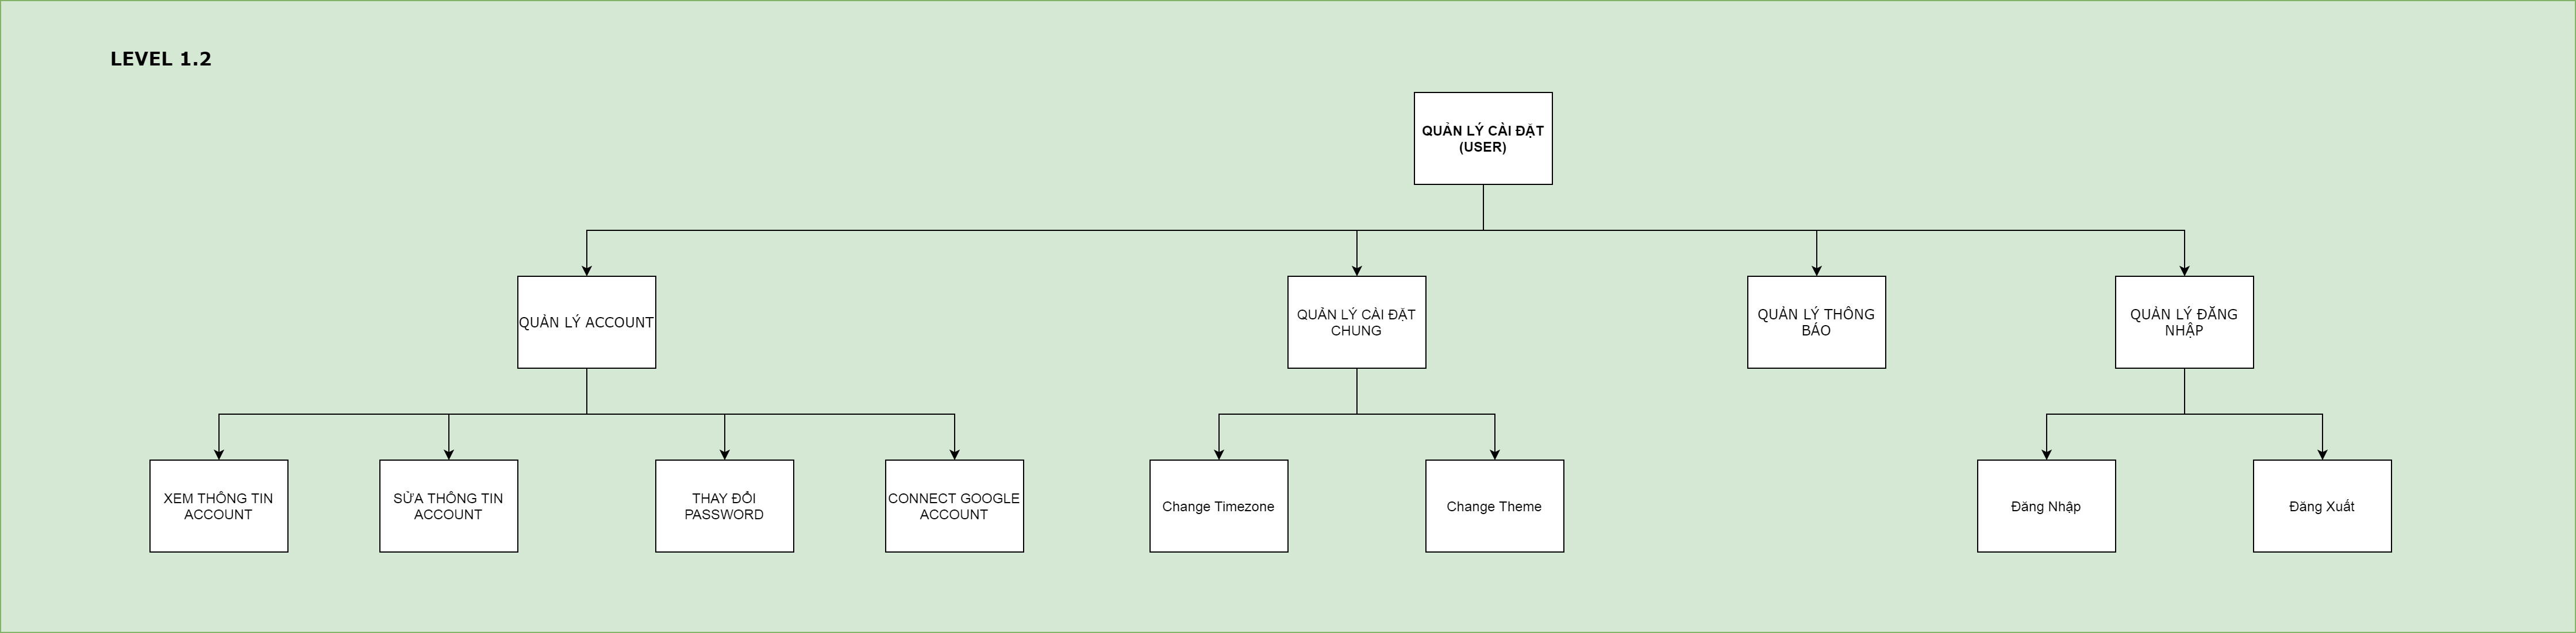 LEVEL 1.2
QUẢN LÝ CÀI ĐẶT
(USER)
QUẢN LÝ ACCOUNT
QUẢN LÝ CÀI ĐẶT
CHUNG
QUẢN LÝ THÔNG
BÁO
QUẢN LÝ ĐĂNG
NHẬP
XEM THÔNG TIN
ACCOUNT
SỬA THÔNG TIN
ACCOUNT
THAY ĐỔI
PASSWORD
CONNECT GOOGLE
ACCOUNT
Change Timezone
Change Theme
Đăng Nhập
Đăng Xuất